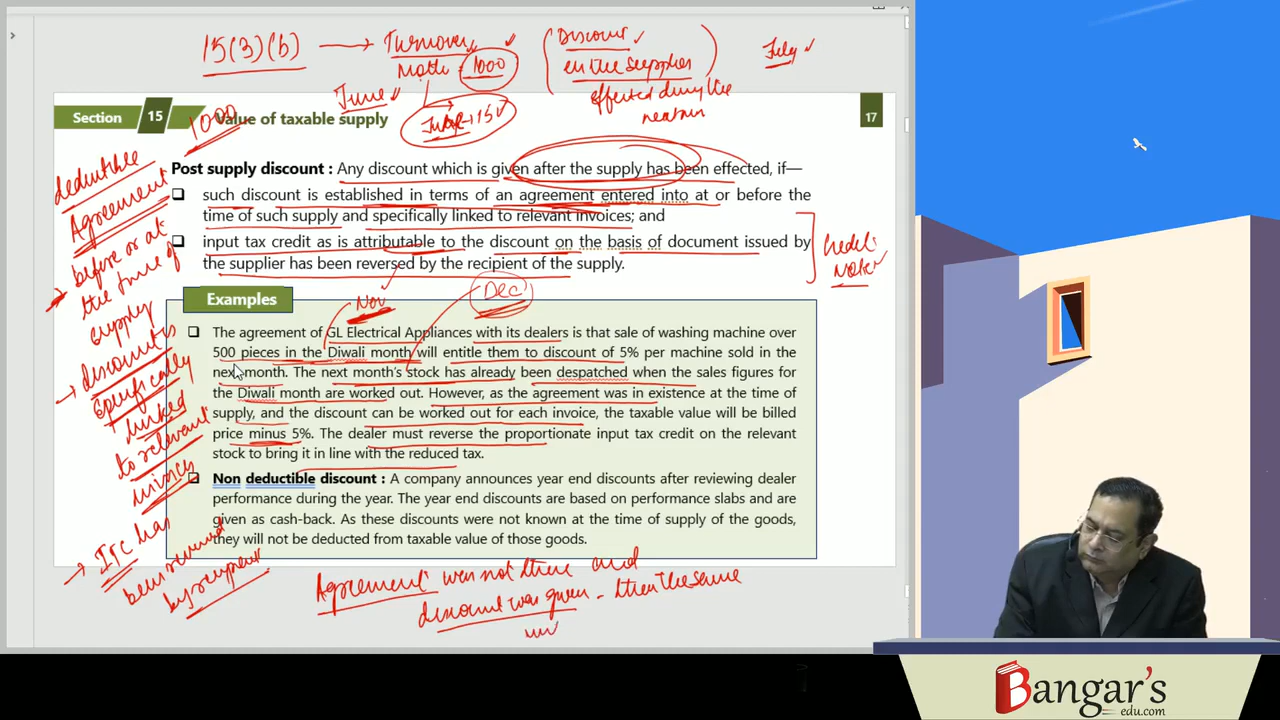 15(3)(b) → Turnover
Month - 1000
Discount
on the supplies
effected during the
July
June
July → 15
1000
Section 15 Value of taxable supply 17
Post supply discount : Any discount which is given after the supply has been effected, if—
such discount is established in terms of an agreement entered into at or before the
time of such supply and specifically linked to relevant invoices; and
input tax credit as is attributable to the discount on the basis of document issued by
the supplier has been reversed by the recipient of the supply.
Credit
Note
deductible
Agreement
before or at
the time of
supply
→ discount is
specifically
linked
to relevant
invoices
→ ITC has
been reversed
by recipient
Nov
Dec
Examples
The agreement of GL Electrical Appliances with its dealers is that sale of washing machine over
500 pieces in the Diwali month will entitle them to discount of 5% per machine sold in the
next month. The next month's stock has already been despatched when the sales figures for
the Diwali month are worked out. However, as the agreement was in existence at the time of
supply, and the discount can be worked out for each invoice, the taxable value will be billed
price minus 5%. The dealer must reverse the proportionate input tax credit on the relevant
stock to bring it in line with the reduced tax.
Non deductible discount : A company announces year end discounts after reviewing dealer
performance during the year. The year end discounts are based on performance slabs and are
given as cash-back. As these discounts were not known at the time of supply of the goods,
they will not be deducted from taxable value of those goods.
Agreement was not there and
discount was given - then the same
Bangar's
edu.com